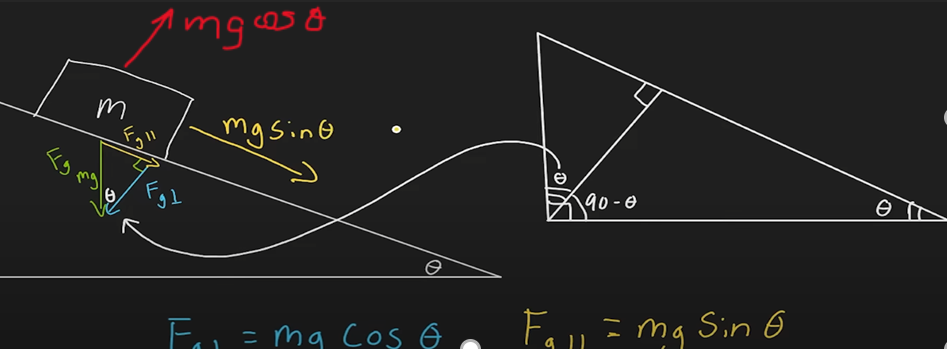 mg cos θ
m
mg sin θ
Fg||
Fg
mg
θ
Fg⊥
θ
θ
90-θ
θ
Fg⊥ = mg cos θ
Fg|| = mg sin θ